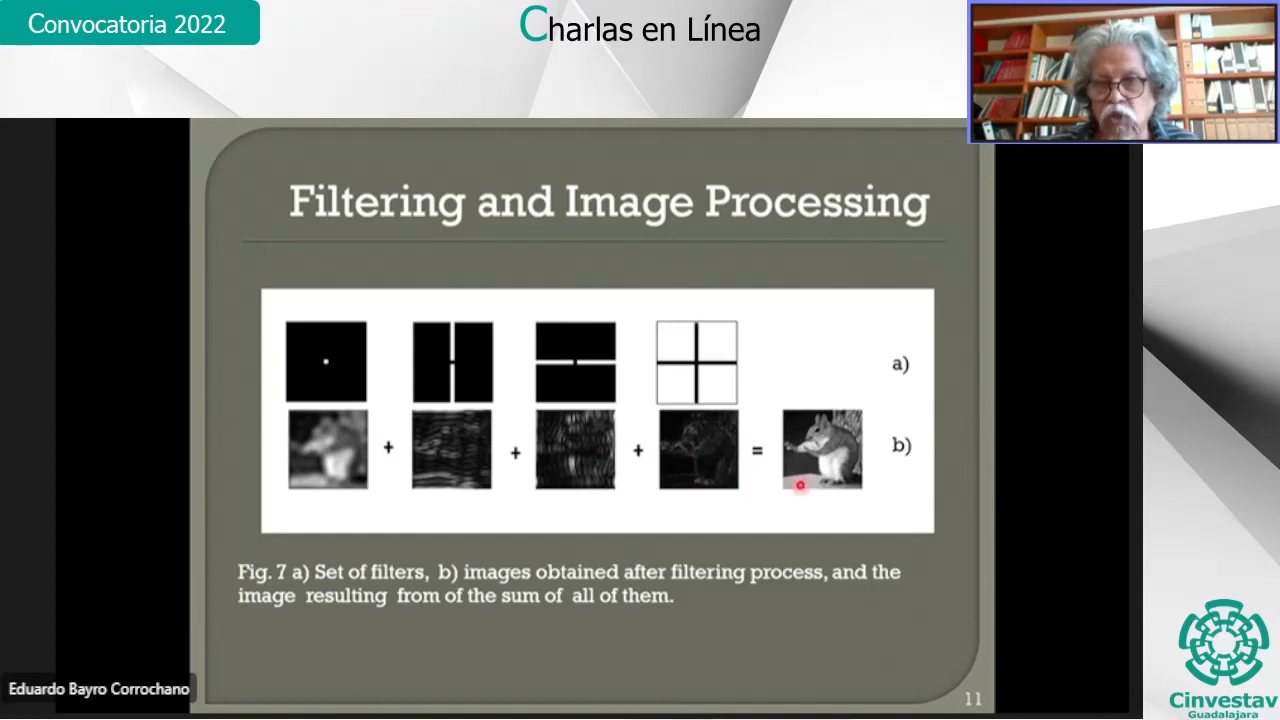 Convocatoria 2022
Charlas en Línea
Filtering and Image Processing
a)
+ + + = b)
Fig. 7 a) Set of filters, b) images obtained after filtering process, and the
image resulting from of the sum of all of them.
11
Eduardo Bayro Corrochano
Cinvestav
Guadalajara